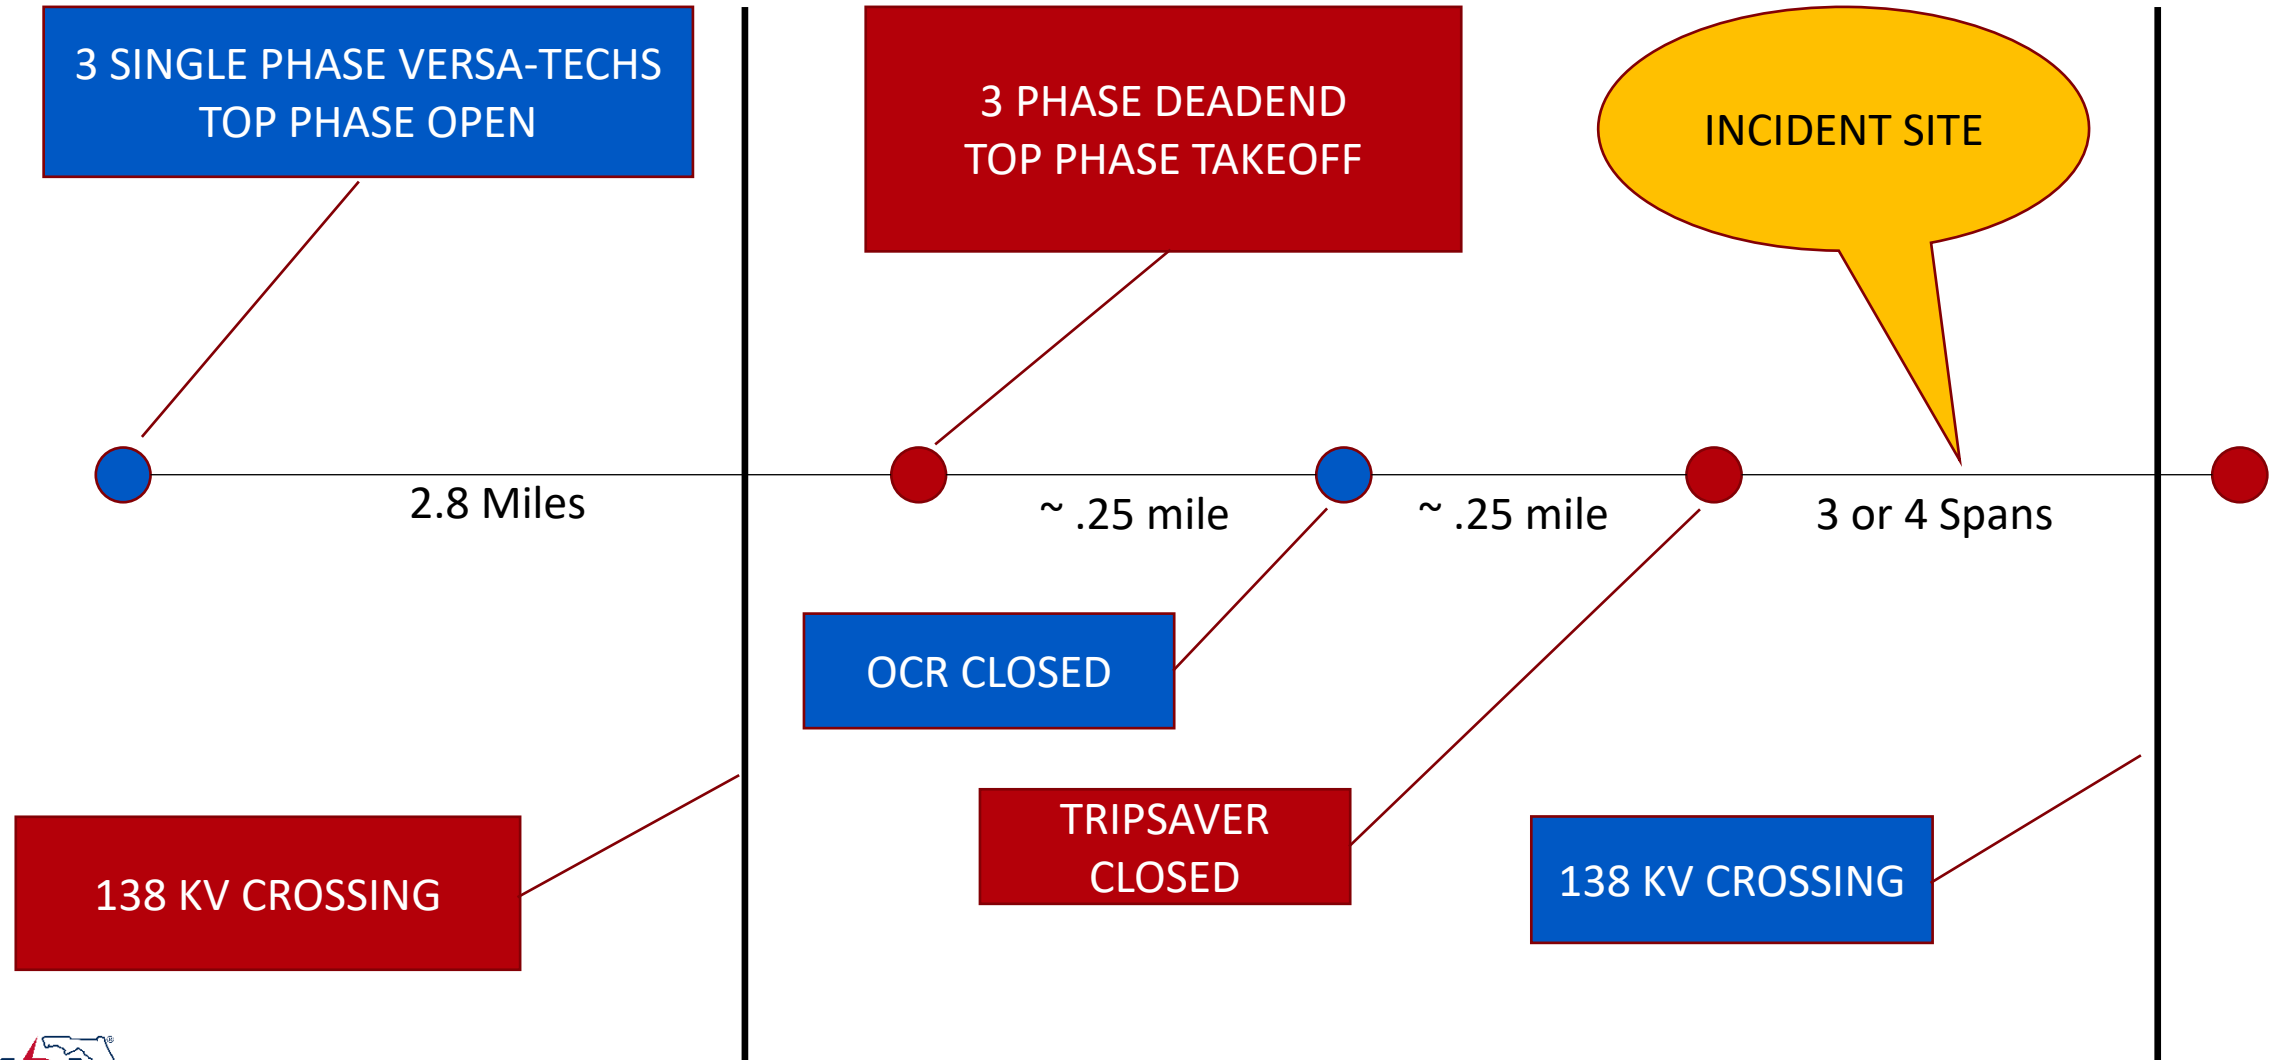 3 SINGLE PHASE VERSA-TECHS
TOP PHASE OPEN
3 PHASE DEADEND
TOP PHASE TAKEOFF
INCIDENT SITE
2.8 Miles
~ .25 mile
~ .25 mile
3 or 4 Spans
OCR CLOSED
TRIPSAVER
CLOSED
138 KV CROSSING
138 KV CROSSING
®